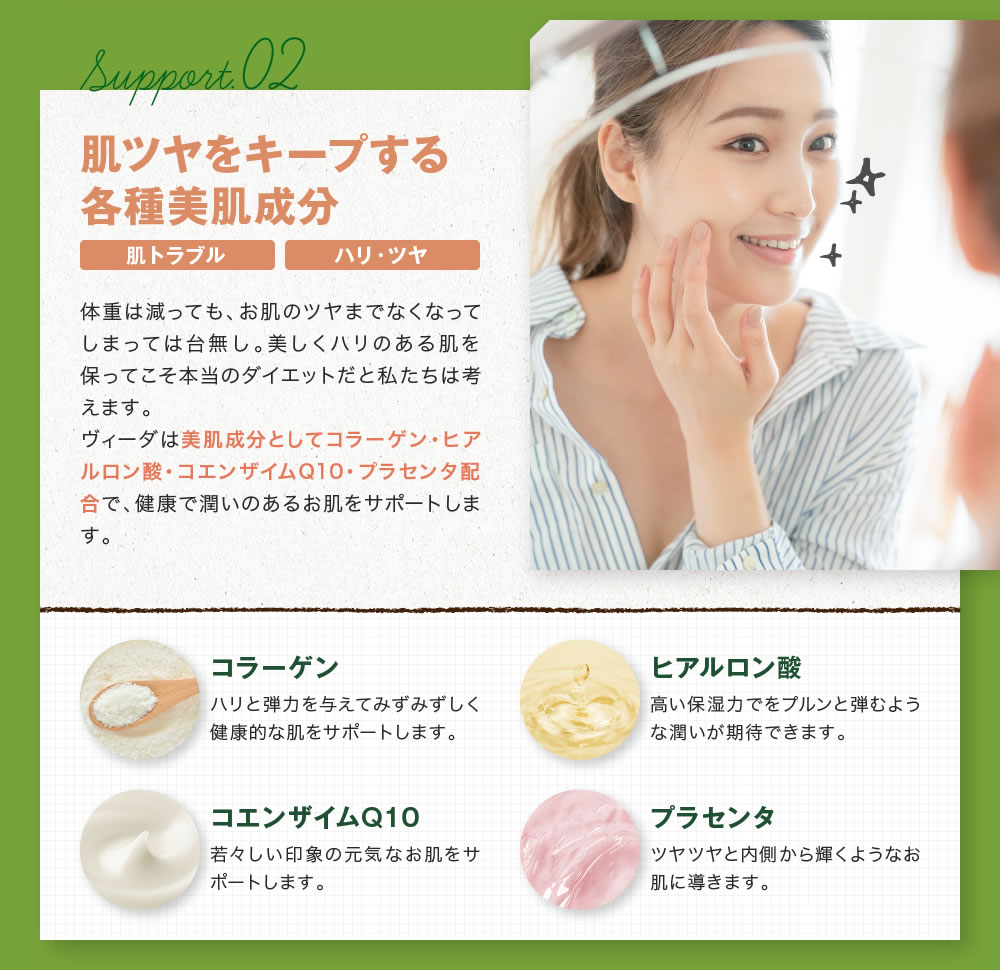 Support.02
肌ツヤをキープする
各種美肌成分
肌トラブル
ハリ・ツヤ
体重は減っても、お肌のツヤまでなくなって
しまっては台無し。美しくハリのある肌を
保ってこそ本当のダイエットだと私たちは考
えます。
ヴィーダは美肌成分としてコラーゲン・ヒア
ルロン酸・コエンザイムQ10・プラセンタ配
合で、健康で潤いのあるお肌をサポートしま
す。
コラーゲン
ハリと弾力を与えてみずみずしく
健康的な肌をサポートします。
ヒアルロン酸
高い保湿力でをプルンと弾むよう
な潤いが期待できます。
コエンザイムQ10
若々しい印象の元気なお肌をサ
ポートします。
プラセンタ
ツヤツヤと内側から輝くようなお
肌に導きます。